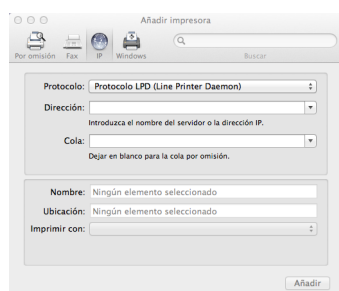 Añadir impresora
Por omisión Fax IP Windows Buscar
Protocolo: Protocolo LPD (Line Printer Daemon)
Dirección:
Introduzca el nombre del servidor o la dirección IP.
Cola:
Dejar en blanco para la cola por omisión.
Nombre: Ningún elemento seleccionado
Ubicación: Ningún elemento seleccionado
Imprimir con:
Añadir